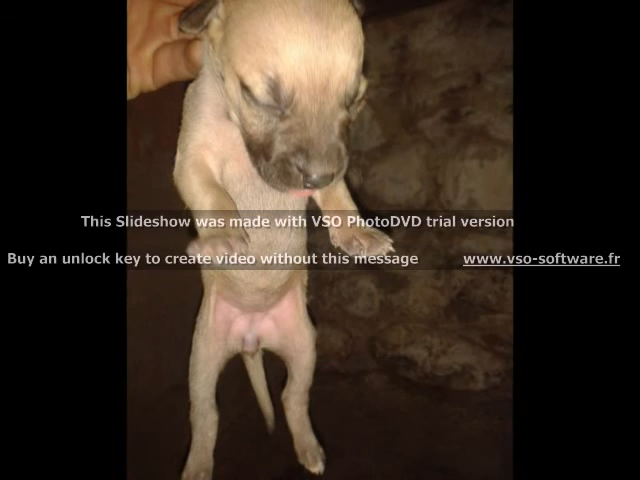 This Slideshow was made with VSO PhotoDVD trial version
Buy an unlock key to create video without this message www.vso-software.fr